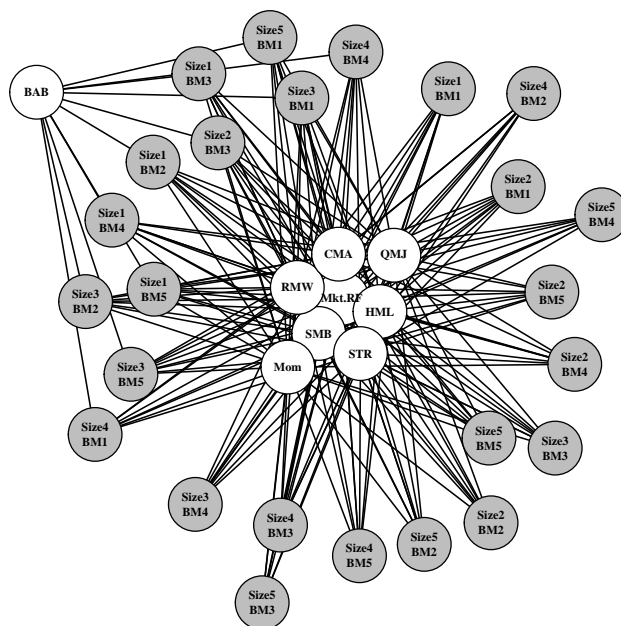 Size5
BM1
Size4
BM4
Size1
BM3
BAB
Size3
BM1
Size1
BM1
Size4
BM2
Size2
BM3
Size1
BM2
Size2
BM1
Size1
BM4
Size5
BM4
CMA
QMJ
RMW
Mkt.RF
HML
Size1
BM5
Size3
BM2
Size2
BM5
SMB
STR
Mom
Size3
BM5
Size2
BM4
Size4
BM1
Size5
BM5
Size3
BM3
Size3
BM4
Size4
BM3
Size2
BM2
Size5
BM2
Size4
BM5
Size5
BM3